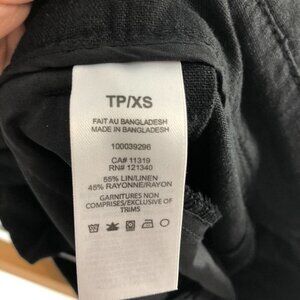 TP/XS
FAIT AU BANGLADESH
MADE IN BANGLADESH
100039296
CA# 11319
RN# 121340
55% LIN/LINEN
45% RAYONNE/RAYON
GARNITURES NON
COMPRISES/EXCLUSIVE OF
TRIMS